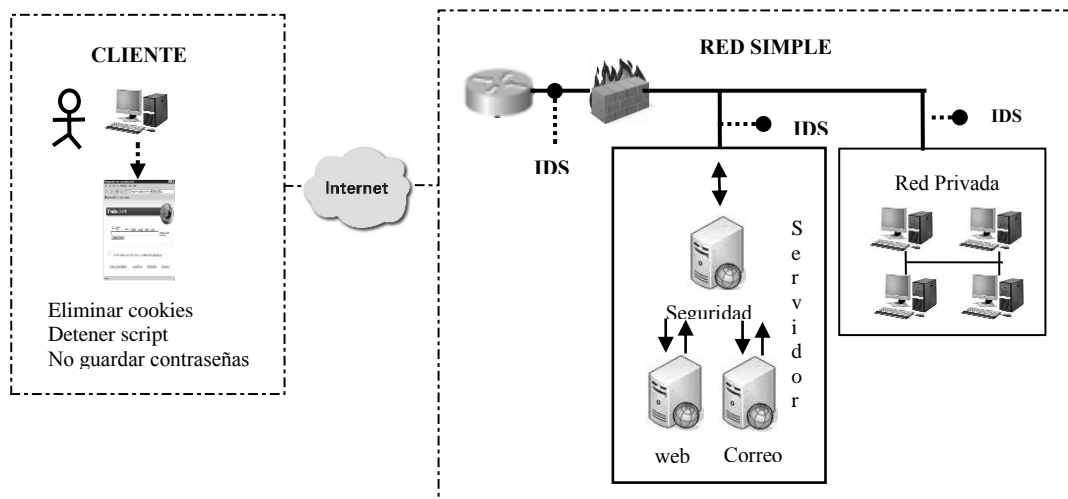 CLIENTE
Eliminar cookies
Detener script
No guardar contraseñas
Internet
RED SIMPLE
IDS
IDS
IDS
Servidor
Seguridad
web
Correo
Red Privada